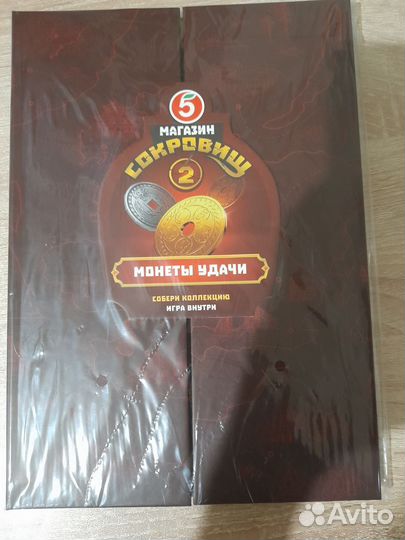 5
МАГАЗИН
СОКРОВИЩ
2
МОНЕТЫ УДАЧИ
СОБЕРИ КОЛЛЕКЦИЮ
ИГРА ВНУТРИ
Avito